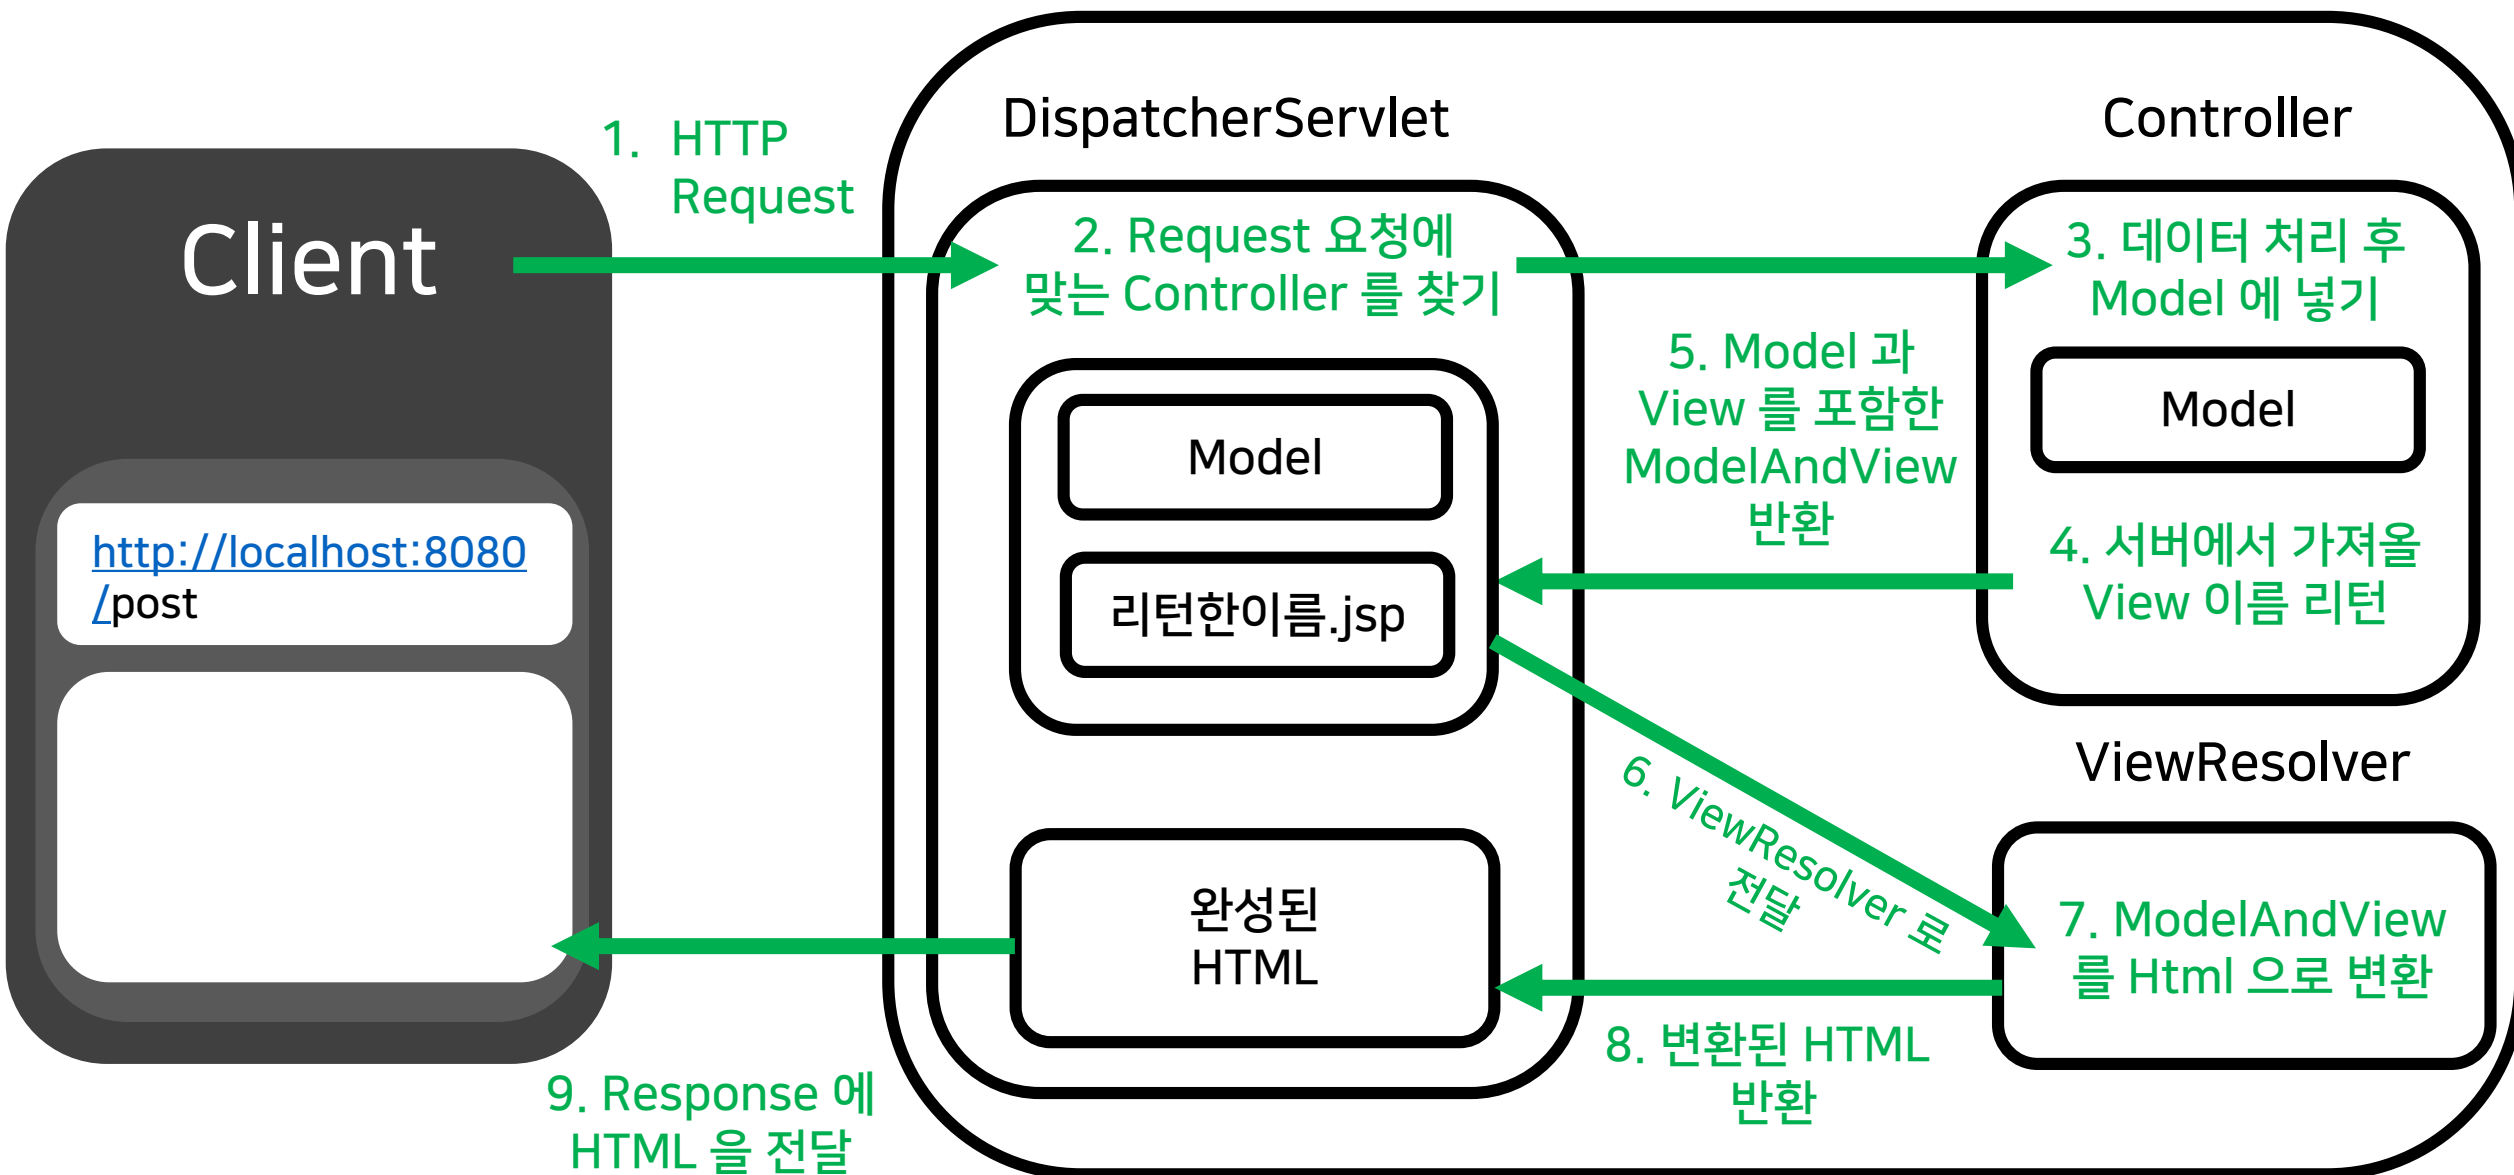 Client
http://localhost:8080
/post
1. HTTP
Request
DispatcherServlet
2. Request 요청에
맞는 Controller 를 찾기
Model
리턴한이름.jsp
완성된
HTML
Controller
3. 데이터 처리 후
Model 에 넣기
Model
4. 서버에서 가져올
View 이름 리턴
5. Model 과
View 를 포함한
ModelAndView
반환
6. ViewResolver 로
전달
ViewResolver
7. ModelAndView
를 Html 으로 변환
8. 변환된 HTML
반환
9. Response 에
HTML 을 전달